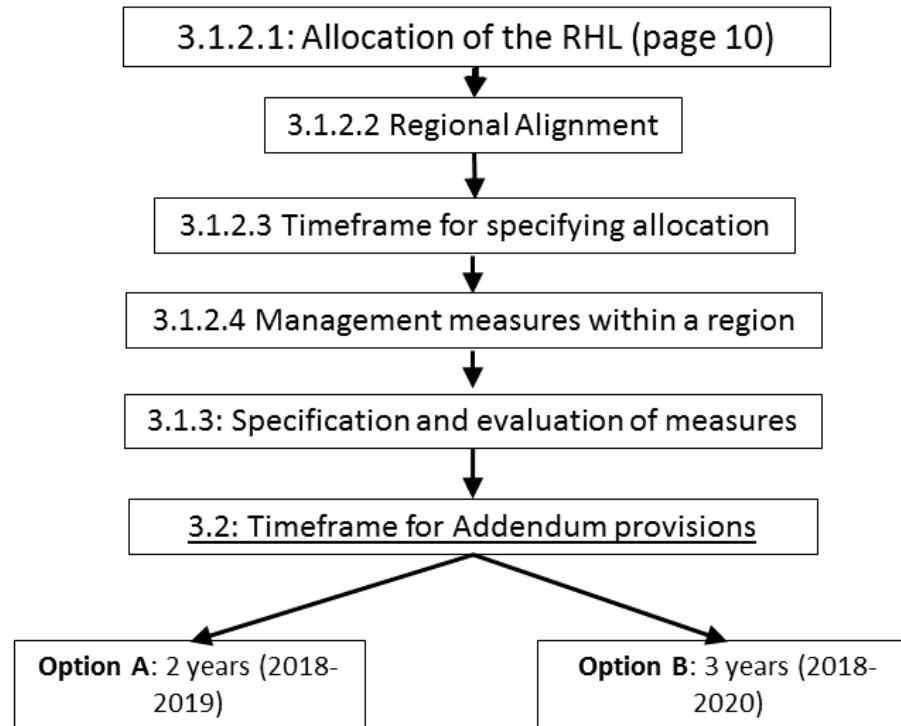 3.1.2.1: Allocation of the RHL (page 10)
3.1.2.2 Regional Alignment
3.1.2.3 Timeframe for specifying allocation
3.1.2.4 Management measures within a region
3.1.3: Specification and evaluation of measures
3.2: Timeframe for Addendum provisions
Option A: 2 years (2018-
2019)
Option B: 3 years (2018-
2020)